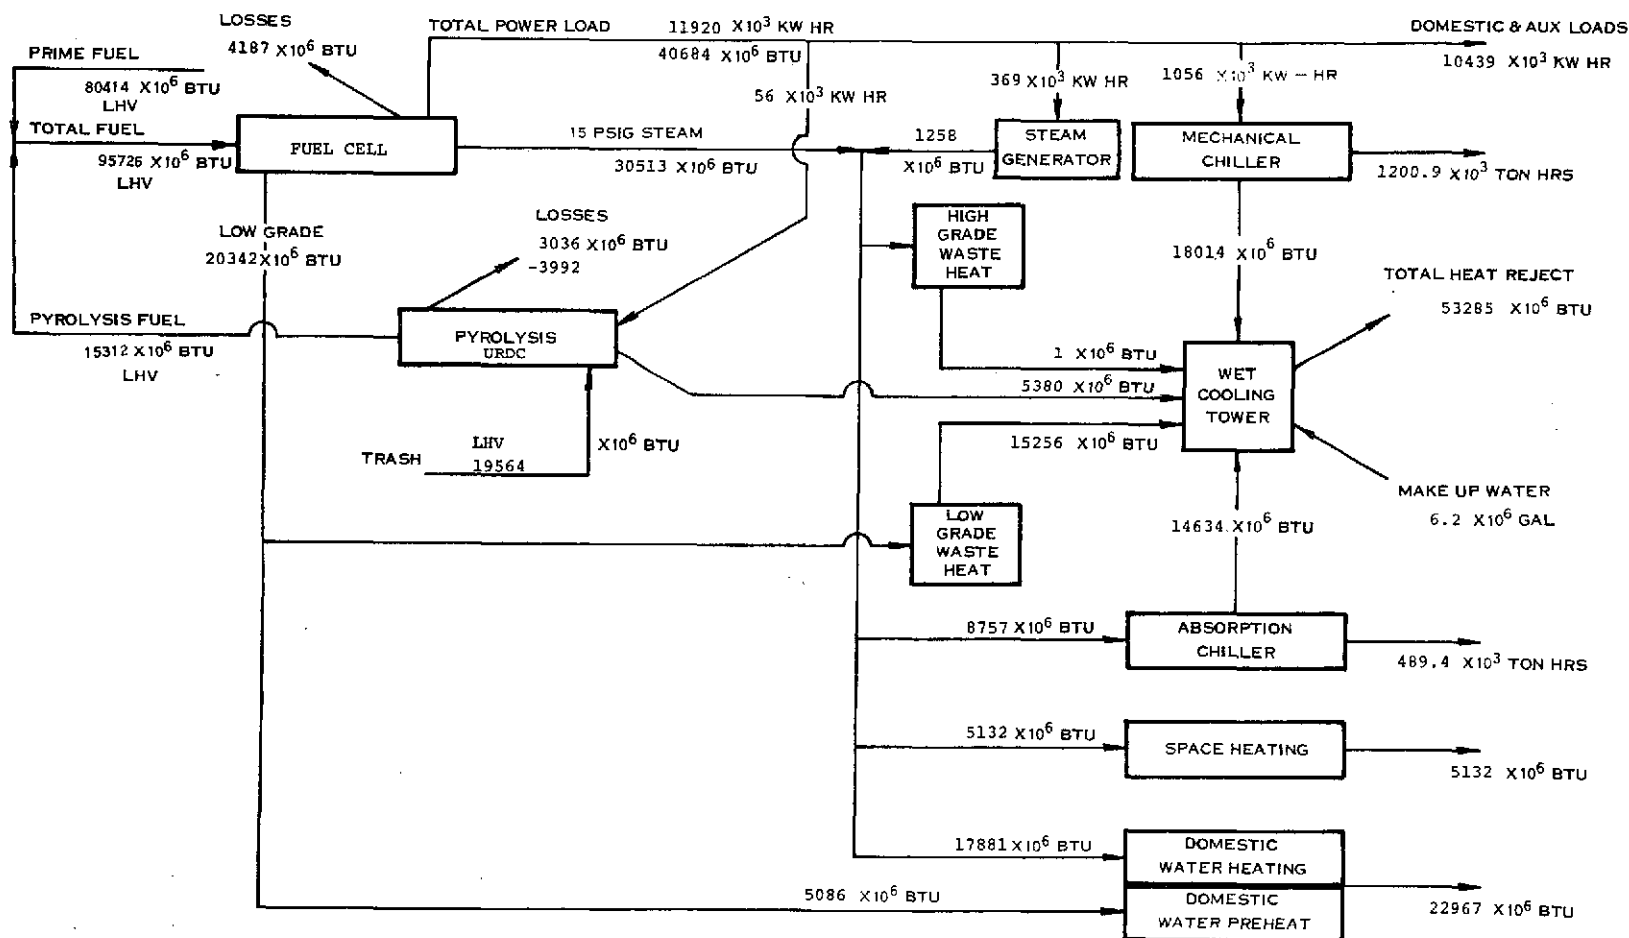 LOSSES
4187 X10⁶ BTU
TOTAL POWER LOAD
11920 X10³ KW HR
40684 X10⁶ BTU
DOMESTIC & AUX LOADS
10439 X10³ KW HR
PRIME FUEL
80414 X10⁶ BTU
LHV
TOTAL FUEL
95726 X10⁶ BTU
LHV
FUEL CELL
56 X10³ KW HR
369 X10³ KW HR
1056 X10³ KW - HR
15 PSIG STEAM
30513 X10⁶ BTU
1258
X10⁶ BTU
STEAM
GENERATOR
MECHANICAL
CHILLER
1200.9 X10³ TON HRS
LOW GRADE
20342 X10⁶ BTU
LOSSES
3036 X10⁶ BTU
-3992
HIGH
GRADE
WASTE
HEAT
18014 X10⁶ BTU
TOTAL HEAT REJECT
53285 X10⁶ BTU
PYROLYSIS FUEL
15312 X10⁶ BTU
LHV
PYROLYSIS
URDC
1 X10⁶ BTU
5380 X10⁶ BTU
15256 X10⁶ BTU
WET
COOLING
TOWER
TRASH
LHV
19564
X10⁶ BTU
MAKE UP WATER
6.2 X10⁶ GAL
LOW
GRADE
WASTE
HEAT
14634 X10⁶ BTU
8757 X10⁶ BTU
ABSORPTION
CHILLER
489.4 X10³ TON HRS
5132 X10⁶ BTU
SPACE HEATING
5132 X10⁶ BTU
17881 X10⁶ BTU
DOMESTIC
WATER HEATING
5086 X10⁶ BTU
DOMESTIC
WATER PREHEAT
22967 X10⁶ BTU